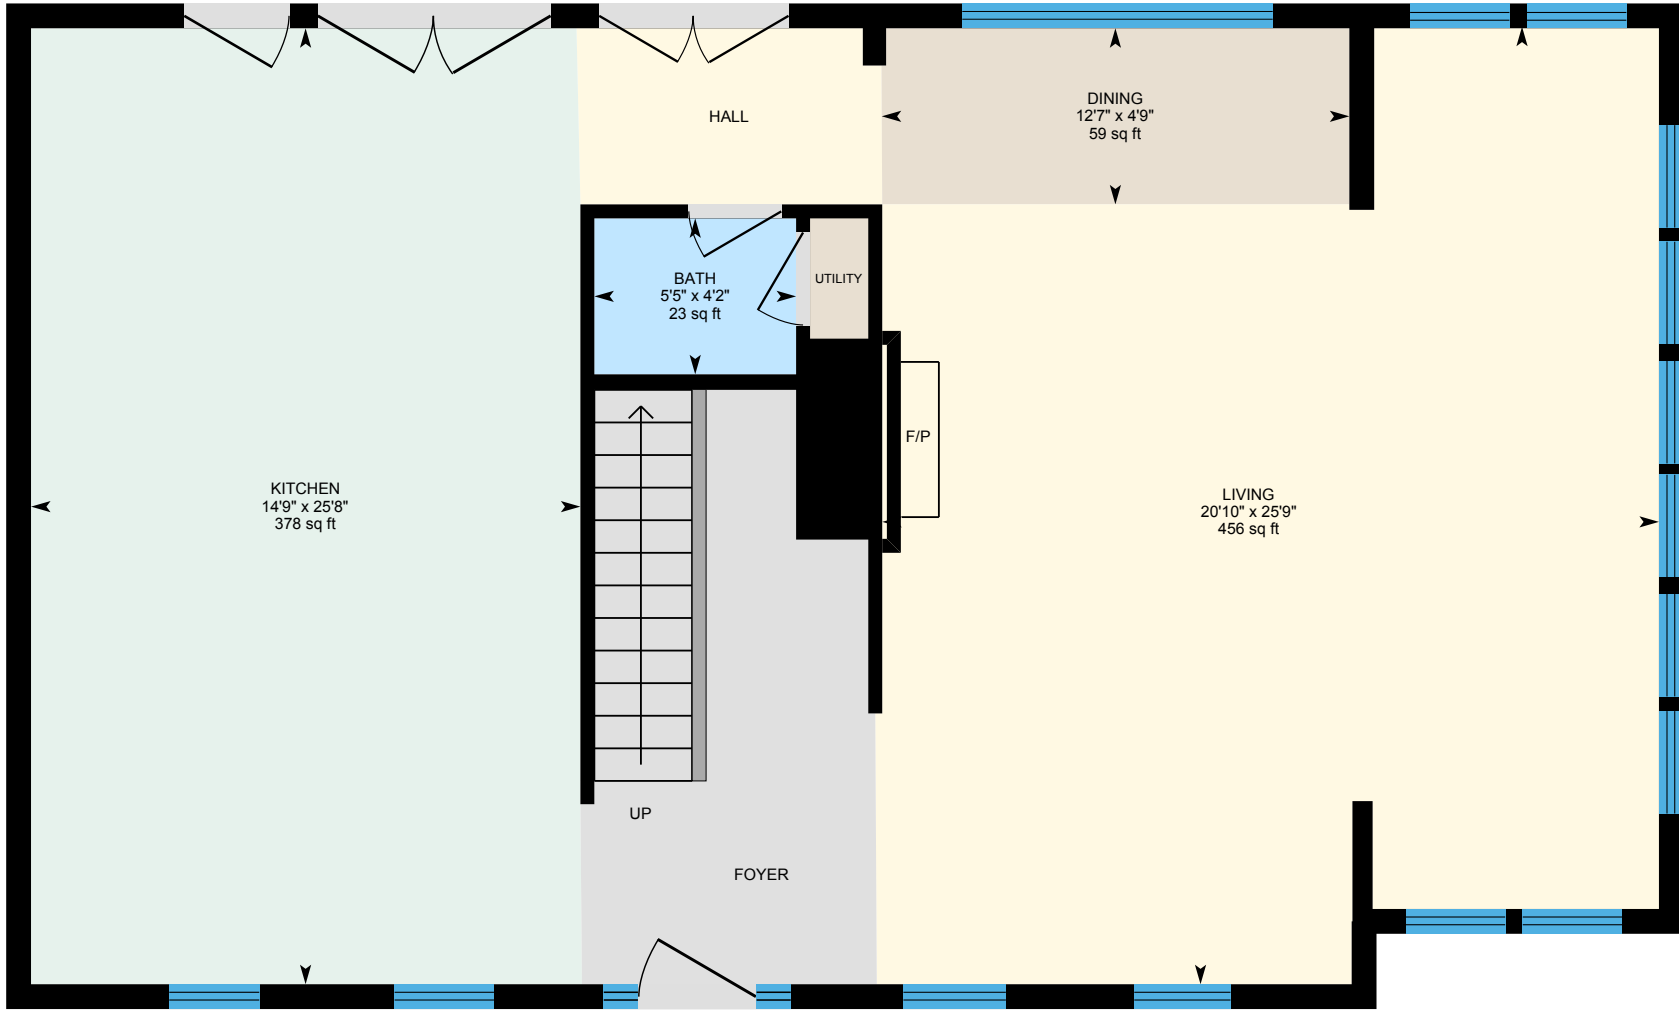 HALL
DINING
12'7" x 4'9"
59 sq ft
BATH
5'5" x 4'2"
23 sq ft
UTILITY
F/P
KITCHEN
14'9" x 25'8"
378 sq ft
LIVING
20'10" x 25'9"
456 sq ft
UP
FOYER